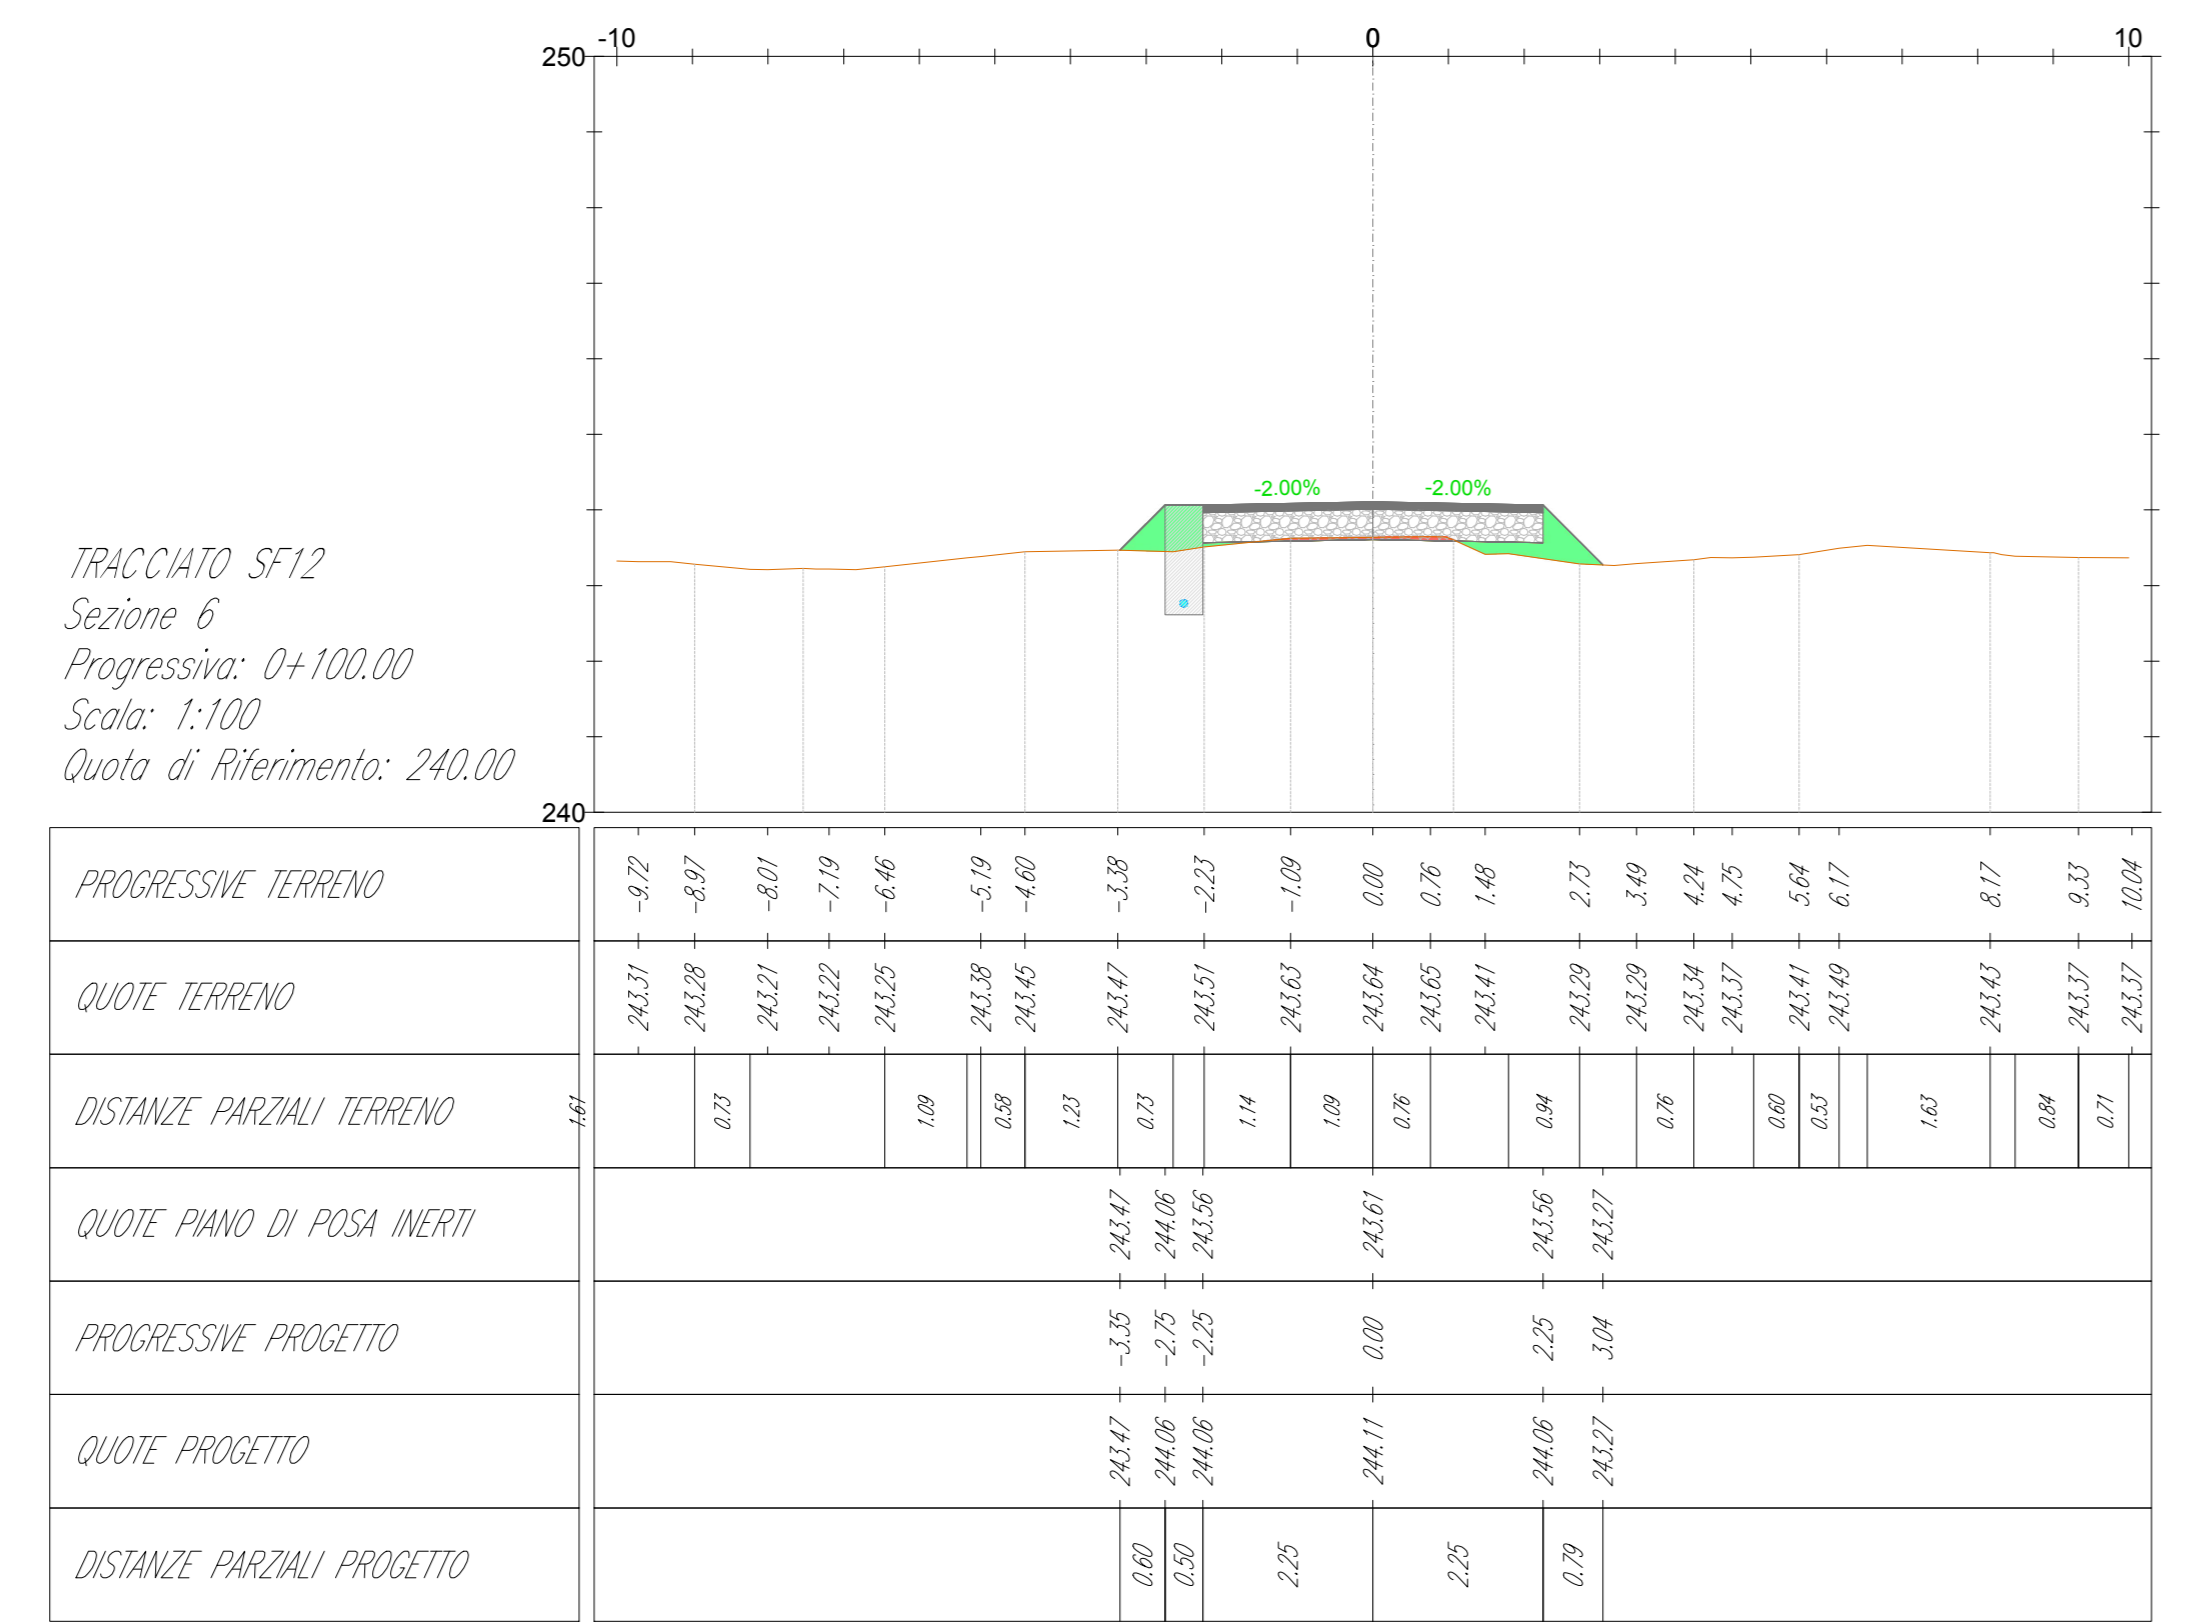 -10 0 10
250
-2.00% -2.00%
TRACCIATO SF12
Sezione 6
Progressiva: 0+100.00
Scala: 1:100
Quota di Riferimento: 240.00
240
PROGRESSIVE TERRENO -9.72 -8.97 -8.01 -7.19 -6.46 -5.19 -4.60 -3.38 -2.23 -1.09 0.00 0.76 1.48 2.73 3.49 4.24 4.75 5.64 6.17 8.17 9.33 10.04
QUOTE TERRENO 243.31 243.28 243.21 243.22 243.25 243.38 243.45 243.47 243.51 243.63 243.64 243.65 243.41 243.29 243.29 243.34 243.37 243.41 243.49 243.43 243.37 243.37
DISTANZE PARZIALI TERRENO 1.61 0.73 1.09 0.58 1.23 0.73 1.14 1.09 0.76 0.94 0.76 0.60 0.53 1.63 0.84 0.71
QUOTE PIANO DI POSA INERTI 243.47 244.06 243.56 243.61 243.56 243.27
PROGRESSIVE PROGETTO -3.35 -2.75 -2.25 0.00 2.25 3.04
QUOTE PROGETTO 243.47 244.06 244.06 244.11 244.06 243.27
DISTANZE PARZIALI PROGETTO 0.60 0.50 2.25 2.25 0.79